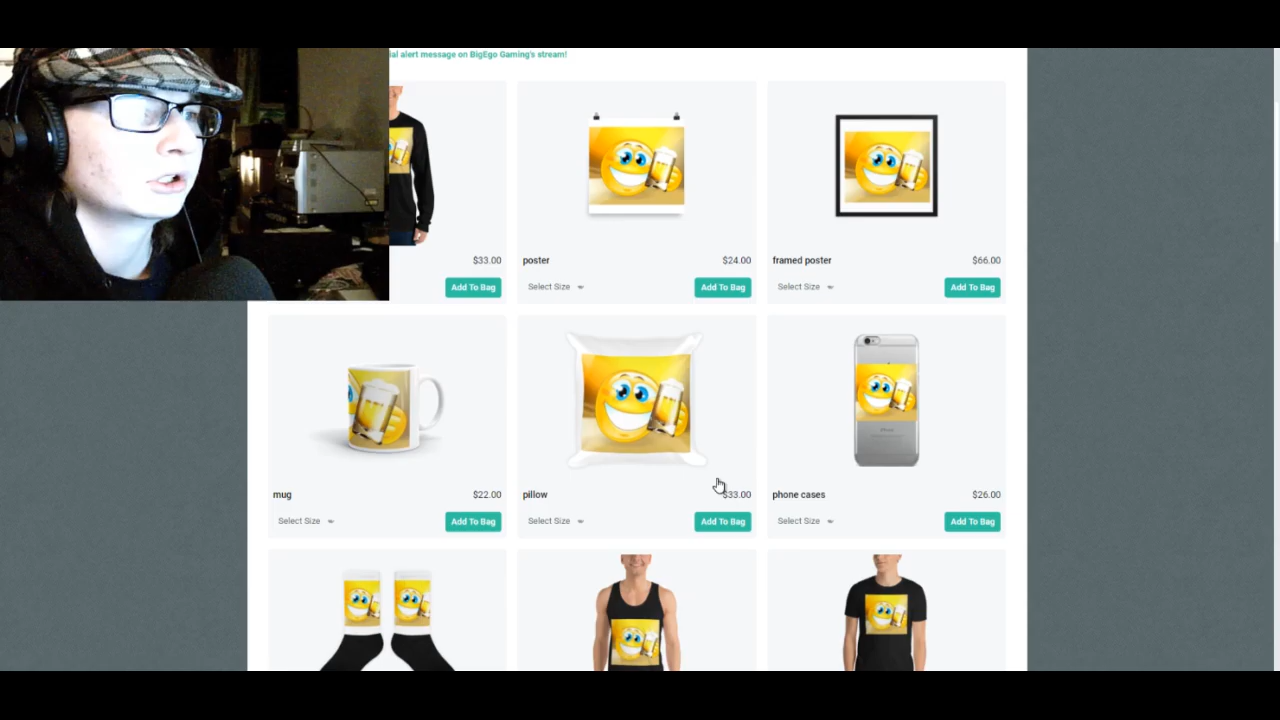 ial alert message on BigEgo Gaming's stream!
$33.00
Add To Bag
poster $24.00
Select Size Add To Bag
framed poster $66.00
Select Size Add To Bag
mug $22.00
Select Size Add To Bag
pillow $33.00
Select Size Add To Bag
phone cases $26.00
Select Size Add To Bag